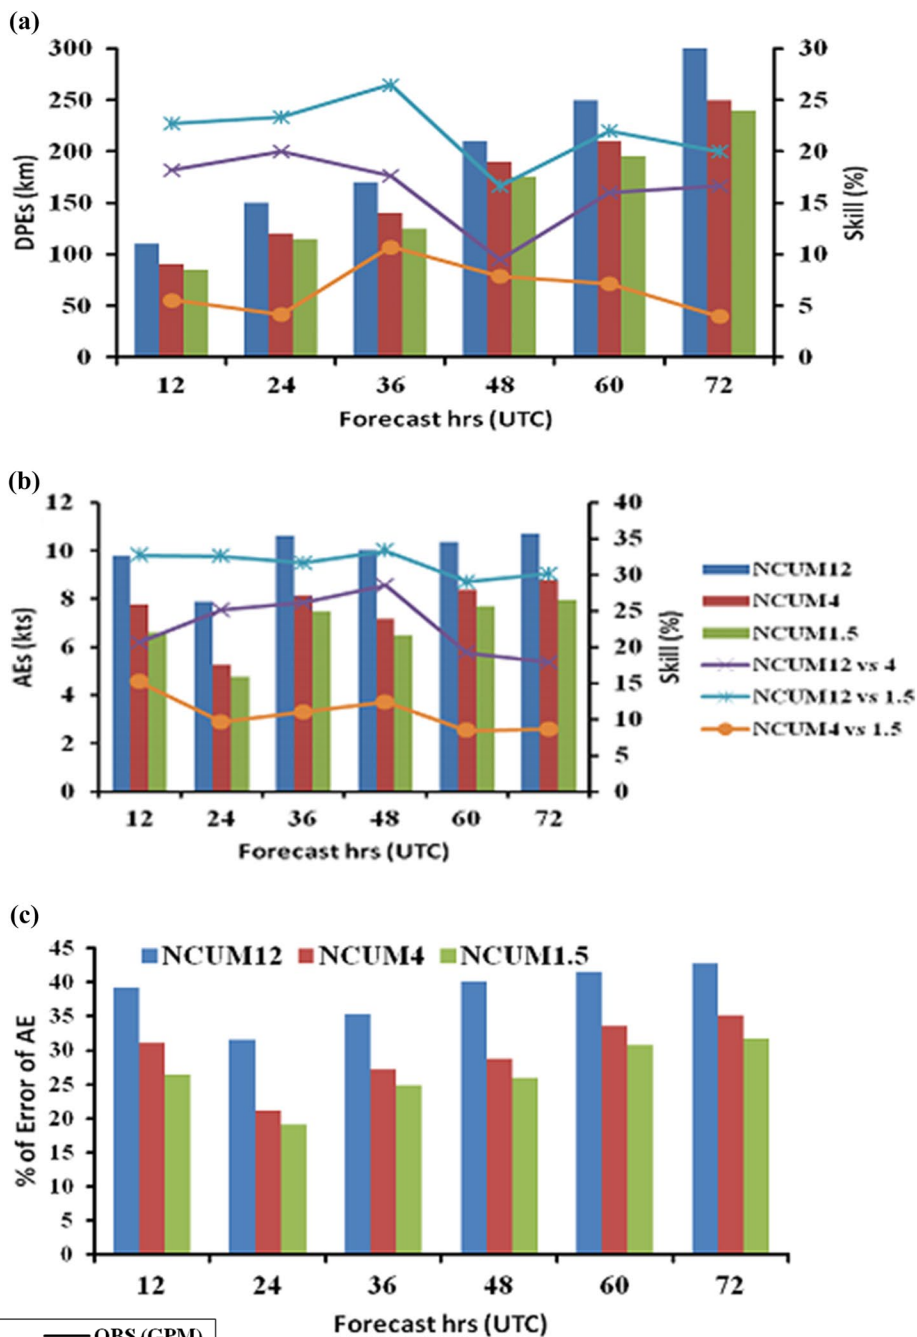 (a)
300 30
250 25
200 20
150 15
100 10
50 5
0 0
DPEs (km)
Skill (%)
12 24 36 48 60 72
Forecast hrs (UTC)
(b)
12 40
10 35
8 30
6 25
4 20
2 15
0 10
5
0
AEs (kts)
Skill (%)
12 24 36 48 60 72
Forecast hrs (UTC)
NCUM12
NCUM4
NCUM1.5
NCUM12 vs 4
NCUM12 vs 1.5
NCUM4 vs 1.5
(c)
NCUM12 NCUM4 NCUM1.5
45
40
35
30
25
20
15
10
5
0
% of Error of AE
12 24 36 48 60 72
Forecast hrs (UTC)
OBS (GPM)